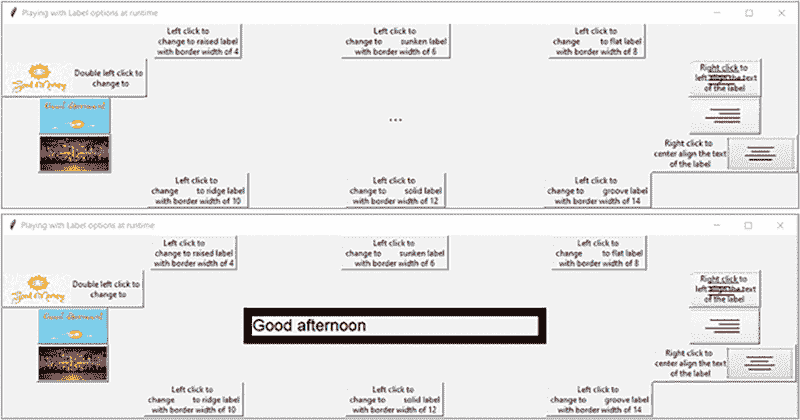 Playing with Label options at runtime
Left click to
change to raised label
with border width of 4
Left click to
change to sunken label
with border width of 6
Left click to
change to flat label
with border width of 8
Good Morning
Double left click to
change to
Right click to
left align the text
of the label
Good Afternoon
...
Right click to
center align the text
of the label
Left click to
change to ridge label
with border width of 10
Left click to
change to solid label
with border width of 12
Left click to
change to groove label
with border width of 14
Playing with Label options at runtime
Left click to
change to raised label
with border width of 4
Left click to
change to sunken label
with border width of 6
Left click to
change to flat label
with border width of 8
Good Morning
Double left click to
change to
Right click to
left align the text
of the label
Good Afternoon
Good afternoon
Right click to
center align the text
of the label
Left click to
change to ridge label
with border width of 10
Left click to
change to solid label
with border width of 12
Left click to
change to groove label
with border width of 14